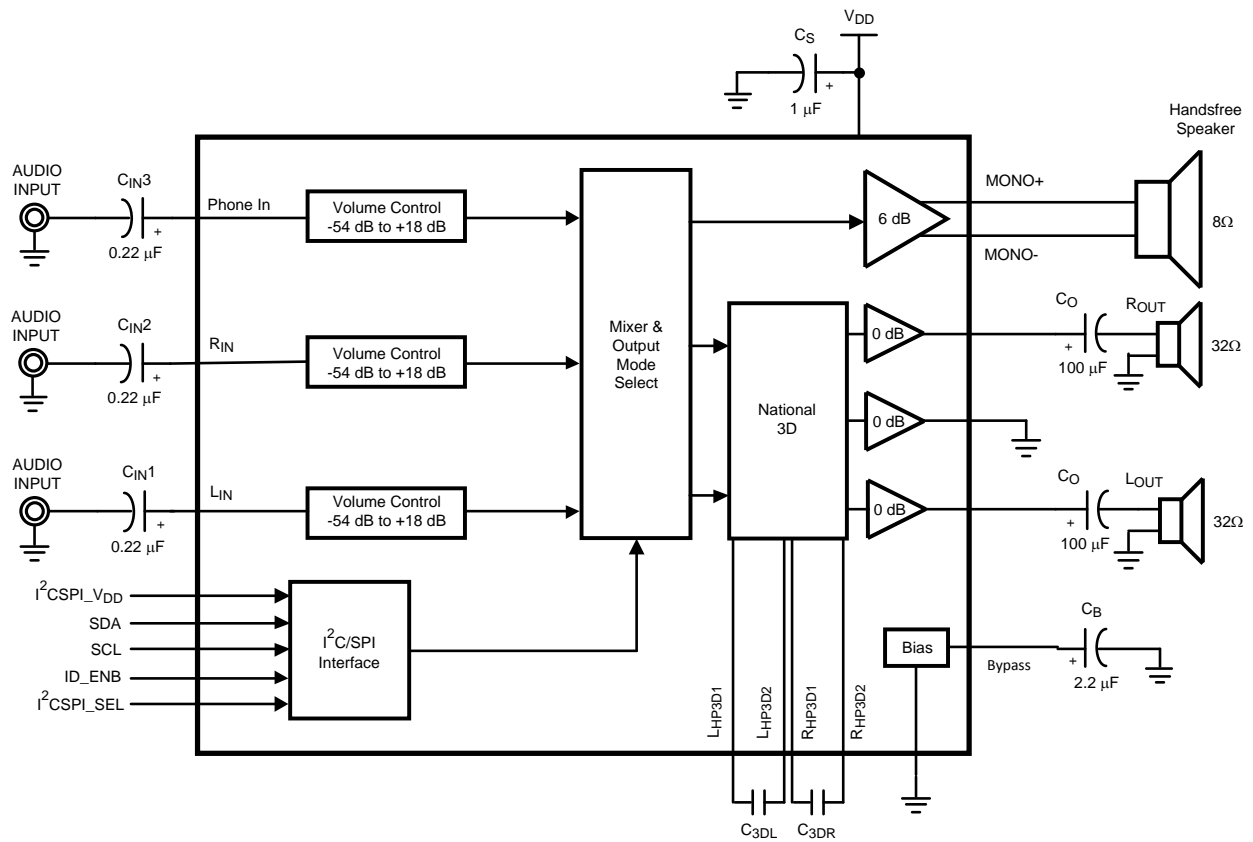 V_DD
C_S
+
1 µF
Handsfree
Speaker
AUDIO
INPUT
C_IN3
+
0.22 µF
Phone In
Volume Control
-54 dB to +18 dB
6 dB
MONO+
MONO-
8Ω
AUDIO
INPUT
C_IN2
+
0.22 µF
R_IN
Volume Control
-54 dB to +18 dB
Mixer &
Output
Mode
Select
National
3D
0 dB
C_O
+
100 µF
R_OUT
32Ω
0 dB
AUDIO
INPUT
C_IN1
+
0.22 µF
L_IN
Volume Control
-54 dB to +18 dB
0 dB
C_O
+
100 µF
L_OUT
32Ω
I²CSPI_V_DD
SDA
SCL
ID_ENB
I²CSPI_SEL
I²C/SPI
Interface
Bias
Bypass
C_B
+
2.2 µF
L_HP3D1
L_HP3D2
R_HP3D1
R_HP3D2
C_3DL
C_3DR